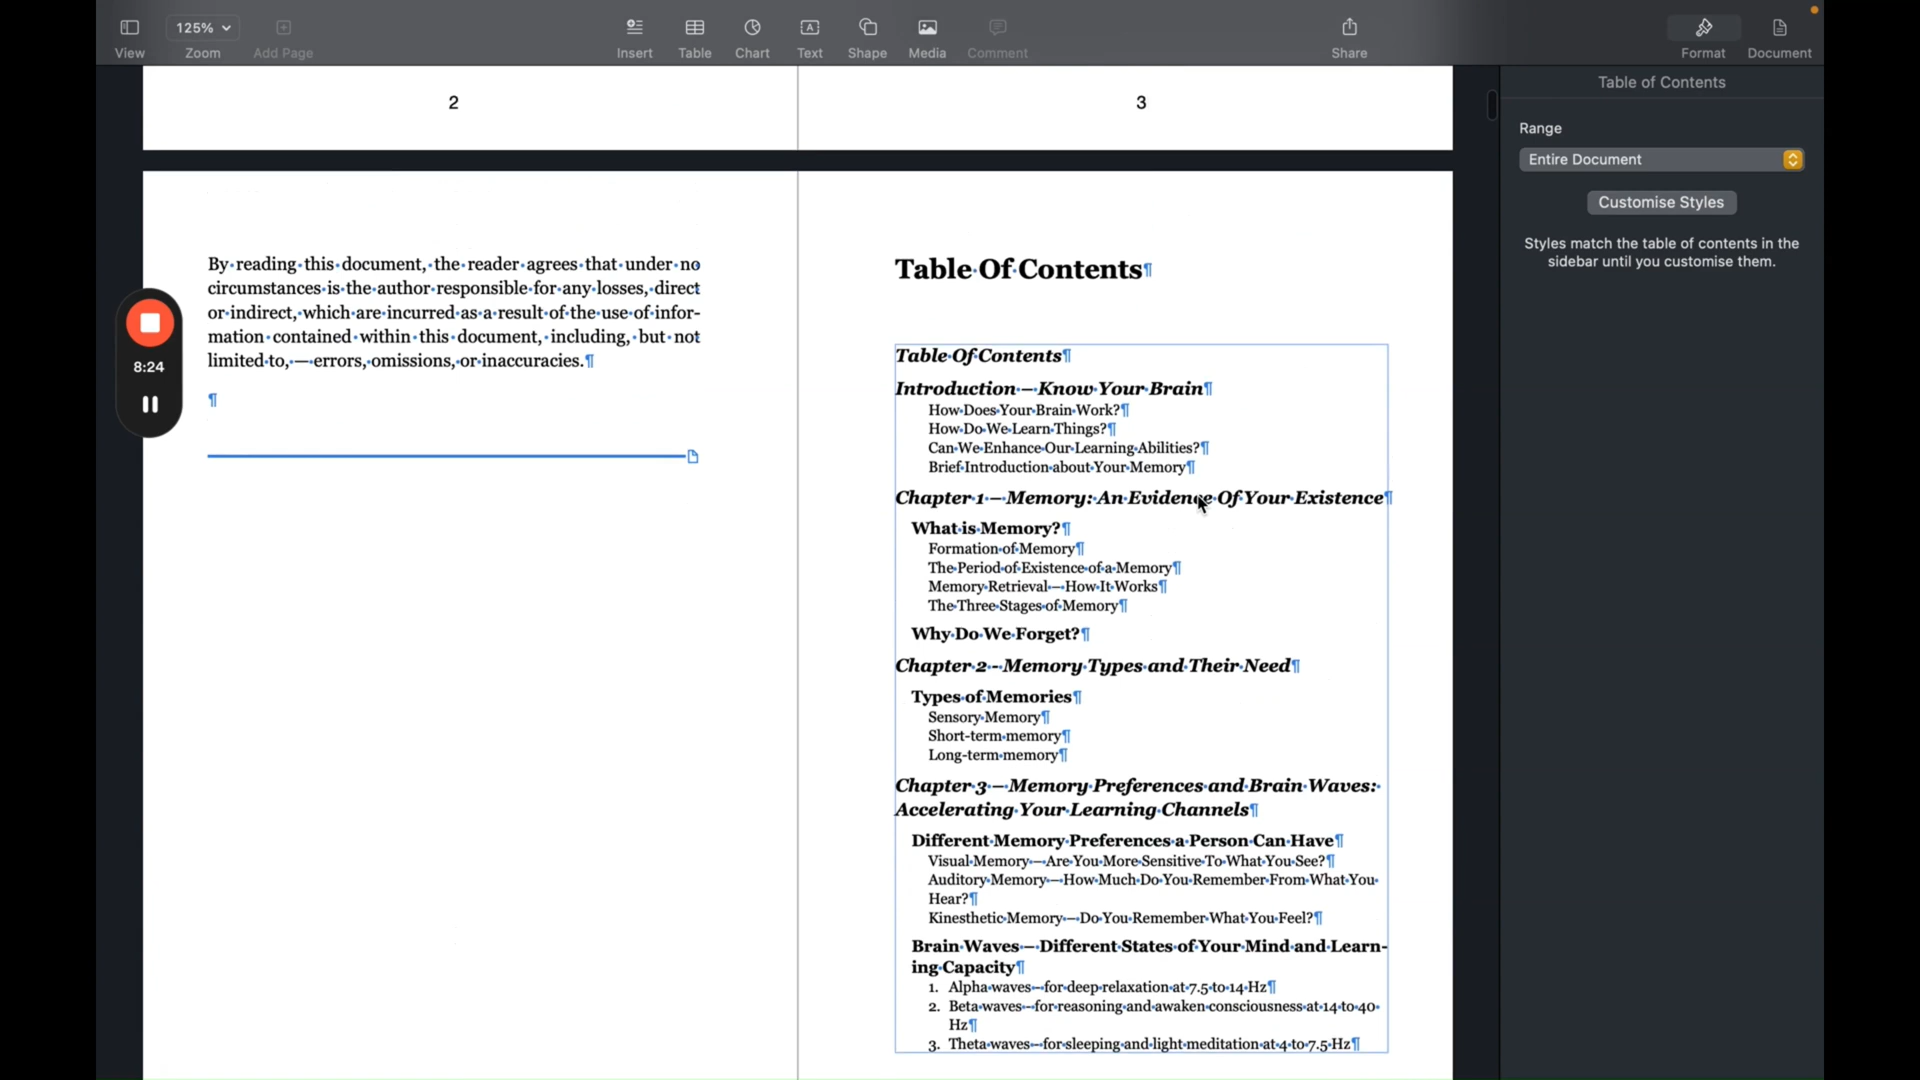 125%
View
Zoom
Add Page
Insert
Table
Chart
Text
Shape
Media
Comment
Share
Format
Document
2
3
By reading this document, the reader agrees that under no
circumstances is the author responsible for any losses, direct
or indirect, which are incurred as a result of the use of infor-
mation contained within this document, including, but not
limited to, — errors, omissions, or inaccuracies.¶
¶
8:24
Table Of Contents¶
Table Of Contents¶
Introduction – Know Your Brain¶
How Does Your Brain Work?¶
How Do We Learn Things?¶
Can We Enhance Our Learning Abilities?¶
Brief Introduction about Your Memory¶
Chapter 1 – Memory: An Evidence Of Your Existence¶
What is Memory?¶
Formation of Memory¶
The Period of Existence of a Memory¶
Memory Retrieval – How It Works¶
The Three Stages of Memory¶
Why Do We Forget?¶
Chapter 2 - Memory Types and Their Need¶
Types of Memories¶
Sensory Memory¶
Short-term memory¶
Long-term memory¶
Chapter 3 – Memory Preferences and Brain Waves:
Accelerating Your Learning Channels¶
Different Memory Preferences a Person Can Have¶
Visual Memory – Are You More Sensitive To What You See?¶
Auditory Memory – How Much Do You Remember From What You
Hear?¶
Kinesthetic Memory – Do You Remember What You Feel?¶
Brain Waves – Different States of Your Mind and Learn-
ing Capacity¶
1. Alpha waves – for deep relaxation at 7.5 to 14 Hz¶
2. Beta waves – for reasoning and awaken consciousness at 14 to 40
Hz¶
3. Theta waves – for sleeping and light meditation at 4 to 7.5 Hz¶
Table of Contents
Range
Entire Document
Customise Styles
Styles match the table of contents in the
sidebar until you customise them.